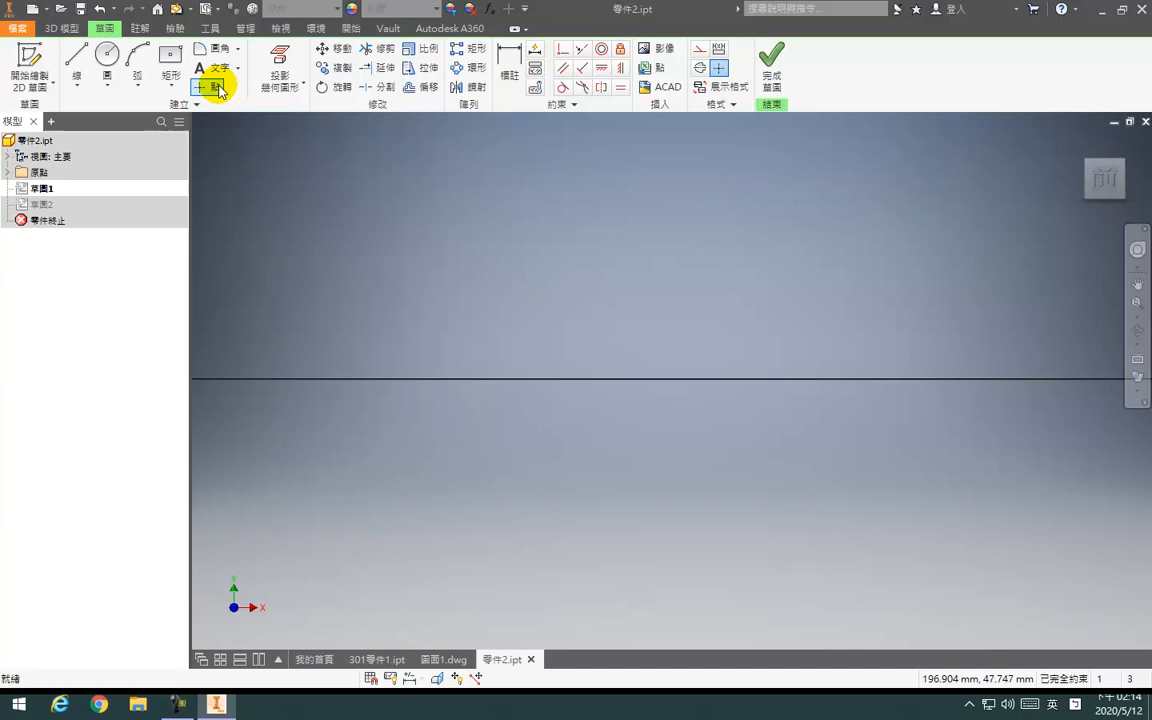 零件2.ipt
搜尋說明與指令...
登入
檔案 3D 模型 草圖 註解 檢驗 工具 管理 檢視 環境 開始 Vault Autodesk A360
開始繪製
2D 草圖
線
圓
弧
矩形
圓角
文字
點
投影
幾何圖形
移動
複製
旋轉
修剪
延伸
分割
比例
拉伸
偏移
矩形
環形
鏡射
標註
影像
點
ACAD
顯示格式
完成
草圖
草圖 建立 修改 陣列 約束 插入 格式 結束
模型
零件2.ipt
視圖: 主要
原點
草圖1
草圖2
零件終止
前
Y
X
我的首頁 301零件1.ipt 圖面1.dwg 零件2.ipt
就緒
196.904 mm, 47.747 mm 已完全約束 1 3
英
下午 02:14
2020/5/12